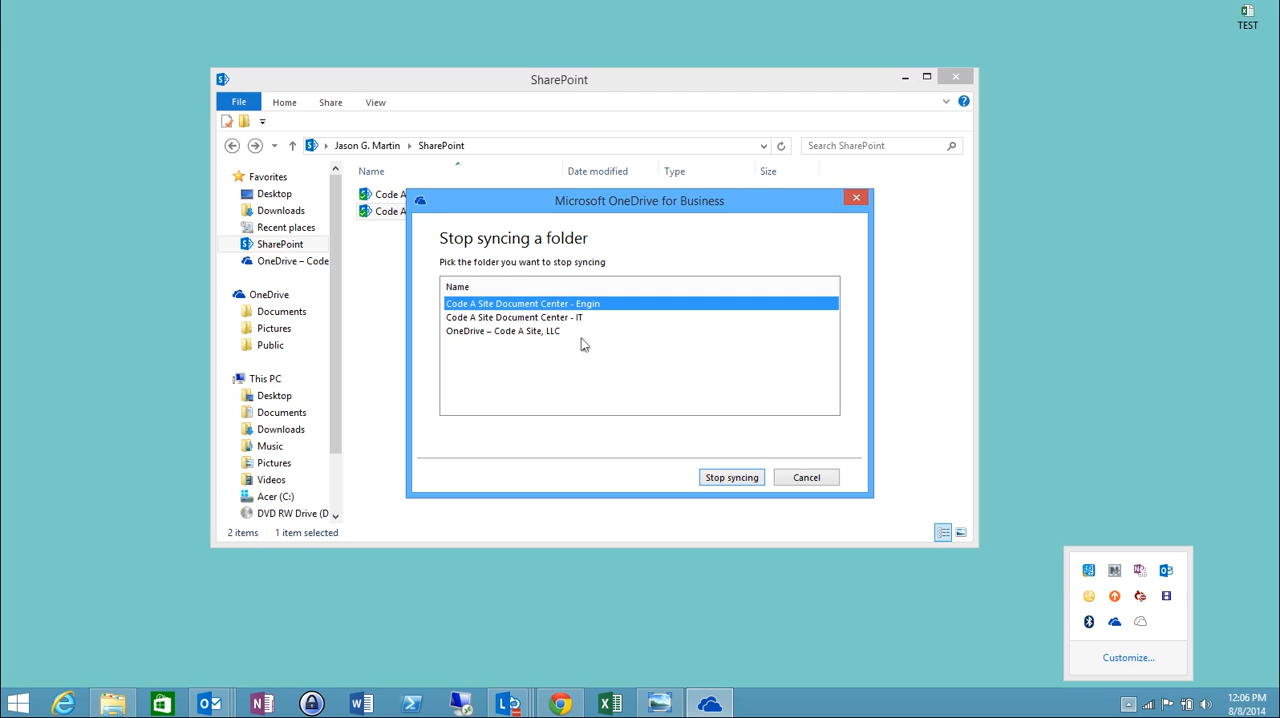 TEST
SharePoint
File Home Share View
Jason G. Martin SharePoint
Search SharePoint
Name Date modified Type Size
Favorites
Desktop
Downloads
Recent places
SharePoint
OneDrive – Code
OneDrive
Documents
Pictures
Public
This PC
Desktop
Documents
Downloads
Music
Pictures
Videos
Acer (C:)
DVD RW Drive (D
Code A
Code A
2 items 1 item selected
Microsoft OneDrive for Business
Stop syncing a folder
Pick the folder you want to stop syncing
Name
Code A Site Document Center - Engin
Code A Site Document Center - IT
OneDrive – Code A Site, LLC
Stop syncing Cancel
Customize...
12:06 PM
8/8/2014